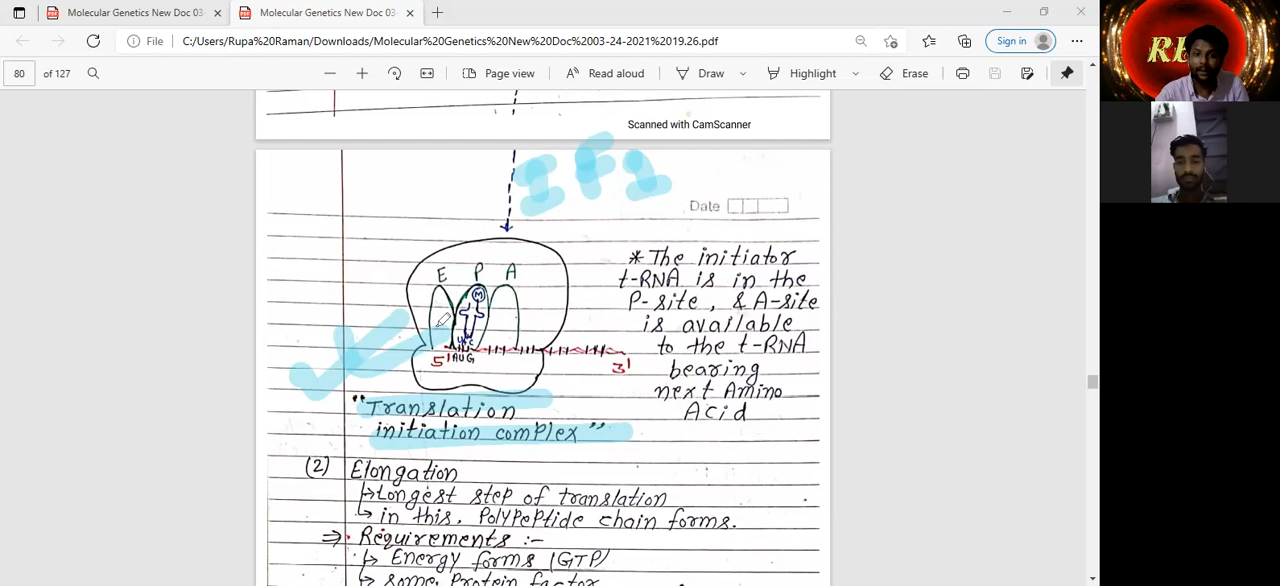 Molecular Genetics New Doc 03-
Molecular Genetics New Doc 03-
File
C:/Users/Rupa%20Raman/Downloads/Molecular%20Genetics%20New%20Doc%2003-24-2021%2019.26.pdf
Sign in
80 of 127
Page view
Read aloud
Draw
Highlight
Erase
Scanned with CamScanner
IF1
Date
E P A
M
5' AUG
3'
* The initiator
t-RNA is in the
P-site, & A-site
is available
to the t-RNA
bearing
next Amino
Acid
"Translation
initiation complex"
(2) Elongation
↳ Longest step of translation
↳ in this, Polypeptide chain forms.
⇒ Requirements :-
↳ Energy forms (GTP)
↳ some Protein factor